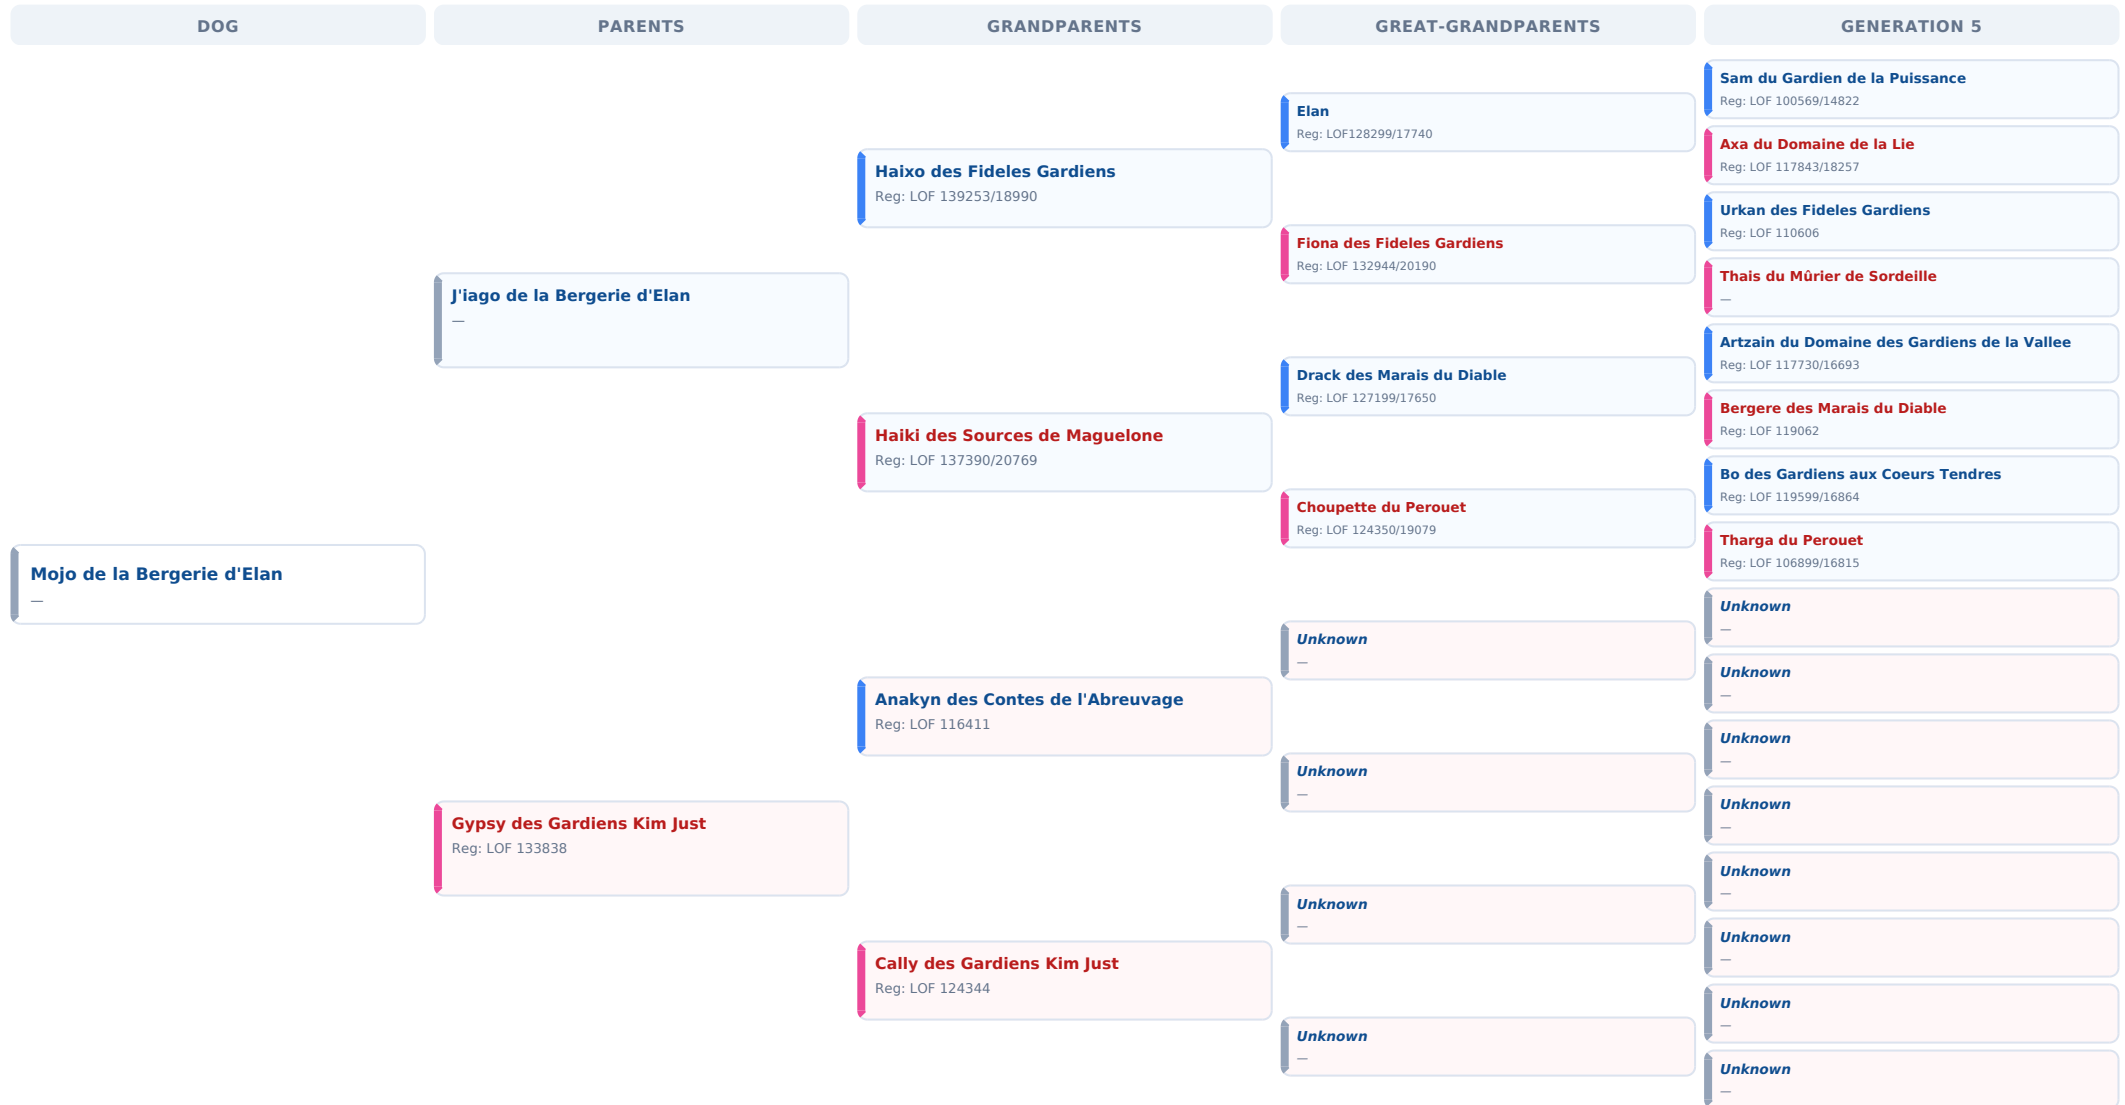 DOG
PARENTS
GRANDPARENTS
GREAT-GRANDPARENTS
GENERATION 5
Mojo de la Bergerie d'Elan
—
J'iago de la Bergerie d'Elan
—
Gypsy des Gardiens Kim Just
Reg: LOF 133838
Haixo des Fideles Gardiens
Reg: LOF 139253/18990
Haiki des Sources de Maguelone
Reg: LOF 137390/20769
Anakyn des Contes de l'Abreuvage
Reg: LOF 116411
Cally des Gardiens Kim Just
Reg: LOF 124344
Elan
Reg: LOF128299/17740
Fiona des Fideles Gardiens
Reg: LOF 132944/20190
Drack des Marais du Diable
Reg: LOF 127199/17650
Choupette du Perouet
Reg: LOF 124350/19079
Unknown
—
Unknown
—
Unknown
—
Unknown
—
Sam du Gardien de la Puissance
Reg: LOF 100569/14822
Axa du Domaine de la Lie
Reg: LOF 117843/18257
Urkan des Fideles Gardiens
Reg: LOF 110606
Thais du Mûrier de Sordeille
—
Artzain du Domaine des Gardiens de la Vallee
Reg: LOF 117730/16693
Bergere des Marais du Diable
Reg: LOF 119062
Bo des Gardiens aux Coeurs Tendres
Reg: LOF 119599/16864
Tharga du Perouet
Reg: LOF 106899/16815
Unknown
—
Unknown
—
Unknown
—
Unknown
—
Unknown
—
Unknown
—
Unknown
—
Unknown
—